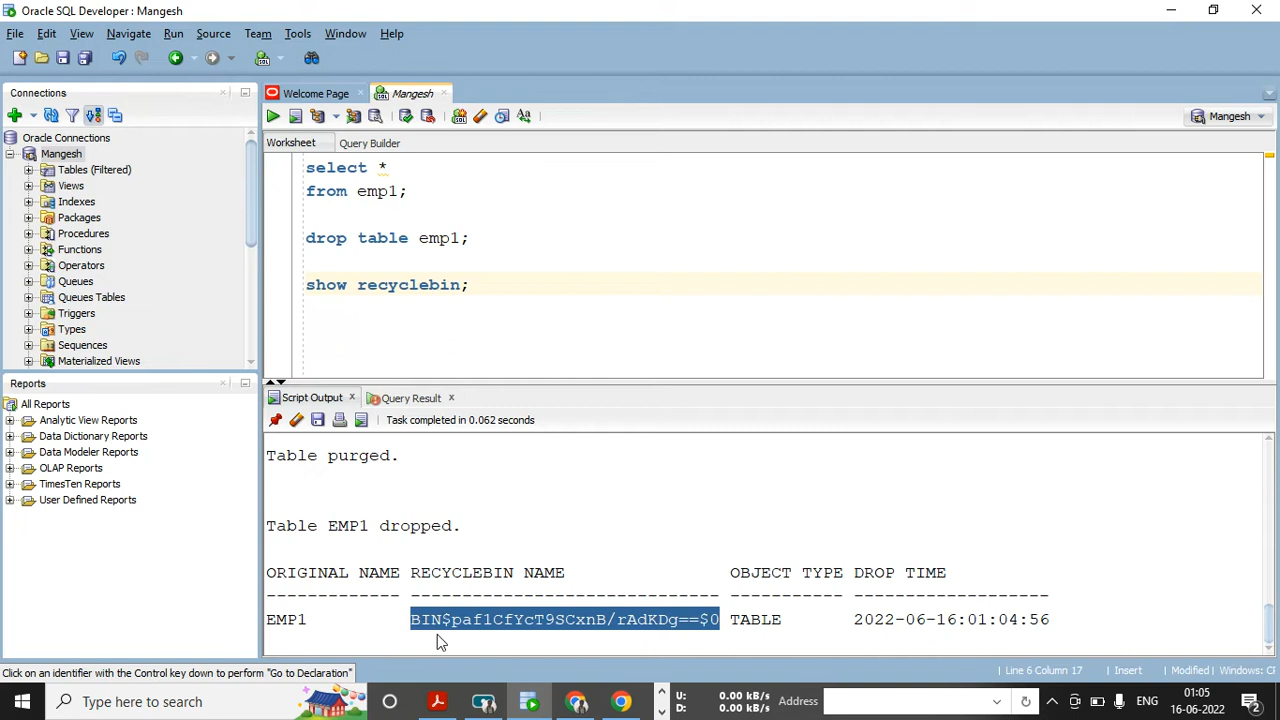 Oracle SQL Developer : Mangesh
File Edit View Navigate Run Source Team Tools Window Help
Connections
Oracle Connections
Mangesh
Tables (Filtered)
Views
Indexes
Packages
Procedures
Functions
Operators
Queues
Queues Tables
Triggers
Types
Sequences
Materialized Views
Reports
All Reports
Analytic View Reports
Data Dictionary Reports
Data Modeler Reports
OLAP Reports
TimesTen Reports
User Defined Reports
Welcome Page Mangesh
Mangesh
Worksheet Query Builder
select *
from emp1;
drop table emp1;
show recyclebin;
Script Output Query Result
Task completed in 0.062 seconds
Table purged.
Table EMP1 dropped.
ORIGINAL NAME RECYCLEBIN NAME OBJECT TYPE DROP TIME
------------- ------------------------------ ------------ -------------------
EMP1 BIN$paf1CfYcT9SCxnB/rAdKDg==$0 TABLE 2022-06-16:01:04:56
Click on an identifier with the Control key down to perform "Go to Declaration"
Line 6 Column 17 Insert Modified Windows: CF
Type here to search
U: 0.00 kB/s
D: 0.00 kB/s
Address
ENG
01:05
16-06-2022